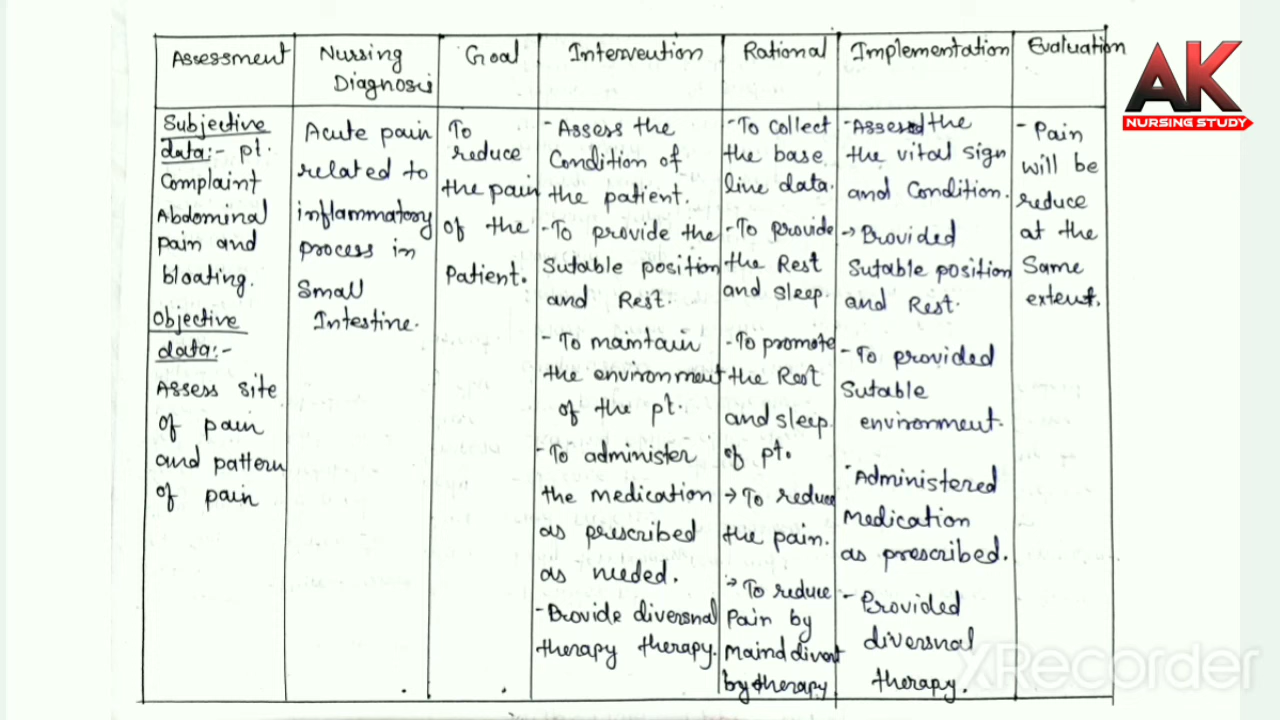 Assessment
Nursing
Diagnosis
Goal
Intervention
Rational
Implementation
Evaluation
Subjective
data:- pt.
Complaint
Abdominal
pain and
bloating.
Objective
data:-
Assess site
of pain
and pattern
of pain
Acute pain
related to
inflammatory
process in
Small
Intestine.
To
reduce
the pain
of the
Patient.
- Assess the
Condition of
the patient.
- To provide the
Sutable position
and Rest.
- To maintain
the environment
of the pt.
- To administer
the medication
as prescribed
as needed.
- Provide diversnal
therapy therapy.
- To collect
the base
line data.
- To provide
the Rest
and sleep.
- To promote
the Rest
and sleep.
of pt.
→ To reduce
the pain.
→ To reduce
Pain by
maind divert
by therapy
- Assessed the
the vital sign
and Condition.
→ Provided
Sutable position
and Rest.
- To provided
Sutable
environment.
- Administered
Medication
as prescribed.
- Provided
diversnal
therapy.
- Pain
will be
reduce
at the
Same
extent.
AK
NURSING STUDY
XRecorder